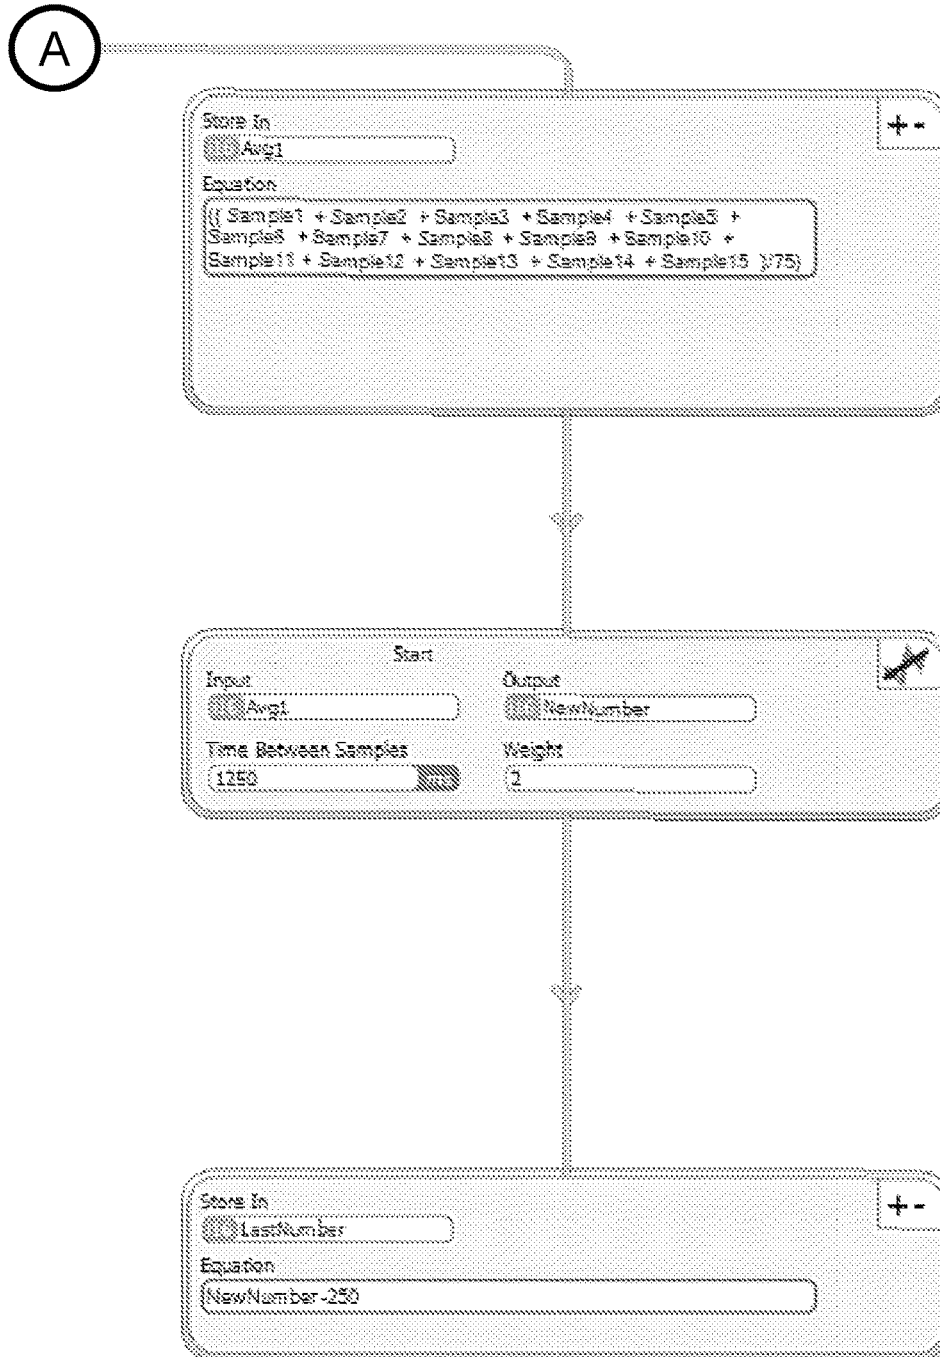 A
+-
Store In
Avg1
Equation
(( Sample1 + Sample2 + Sample3 + Sample4 + Sample5 +
Sample6 + Sample7 + Sample8 + Sample9 + Sample10 +
Sample11 + Sample12 + Sample13 + Sample14 + Sample15 )/75)
Start
Input Output
Avg1 NewNumber
Time Between Samples Weight
1250 ms 2
+-
Store In
LastNumber
Equation
NewNumber-250